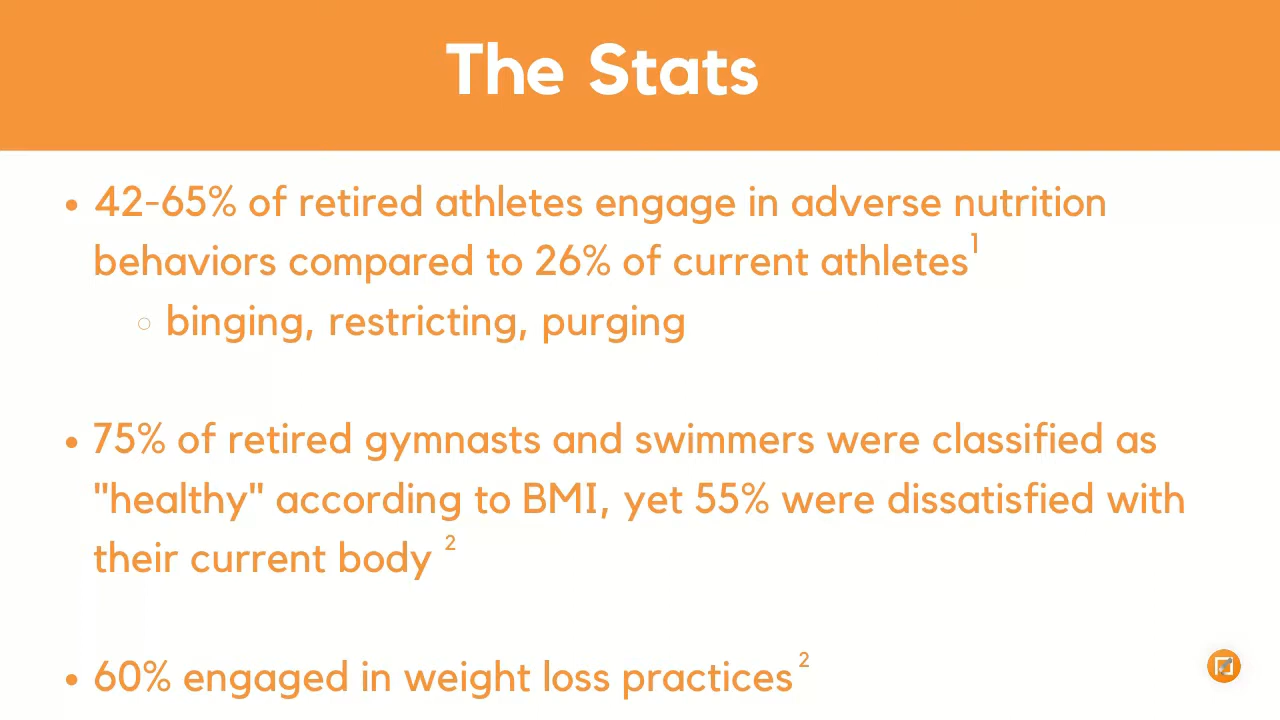 The Stats
• 42-65% of retired athletes engage in adverse nutrition
behaviors compared to 26% of current athletes¹
◦ binging, restricting, purging
• 75% of retired gymnasts and swimmers were classified as
"healthy" according to BMI, yet 55% were dissatisfied with
their current body ²
• 60% engaged in weight loss practices²